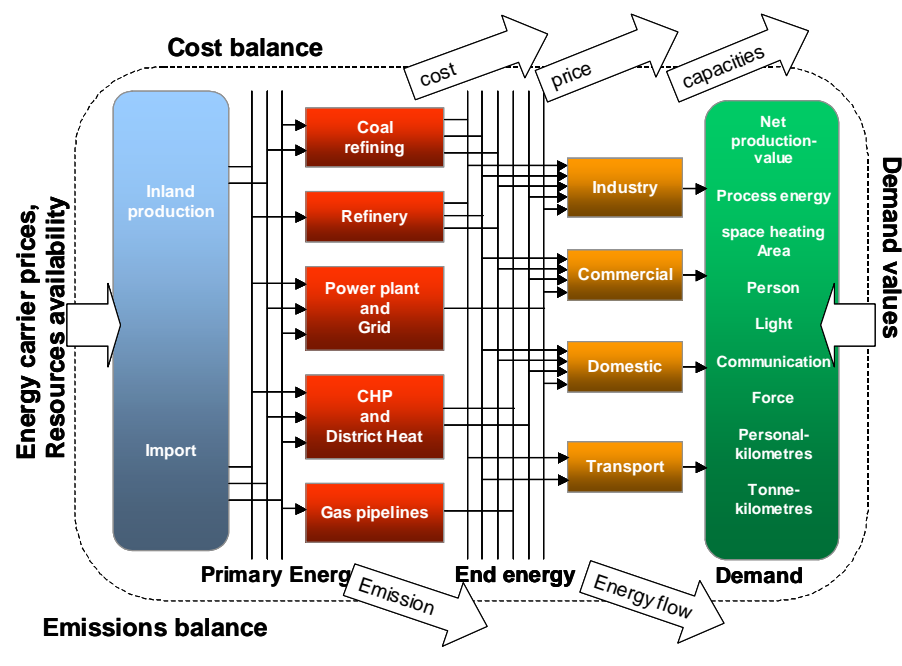 Cost balance
cost
price
capacities
Energy carrier prices,
Resources availability
Inland
production
Import
Coal
refining
Refinery
Power plant
and
Grid
CHP
and
District Heat
Gas pipelines
Industry
Commercial
Domestic
Transport
Net
production-
value
Process energy
space heating
Area
Person
Light
Communication
Force
Personal-
kilometres
Tonne-
kilometres
Demand values
Primary Energ
End energy
Demand
Emission
Energy flow
Emissions balance